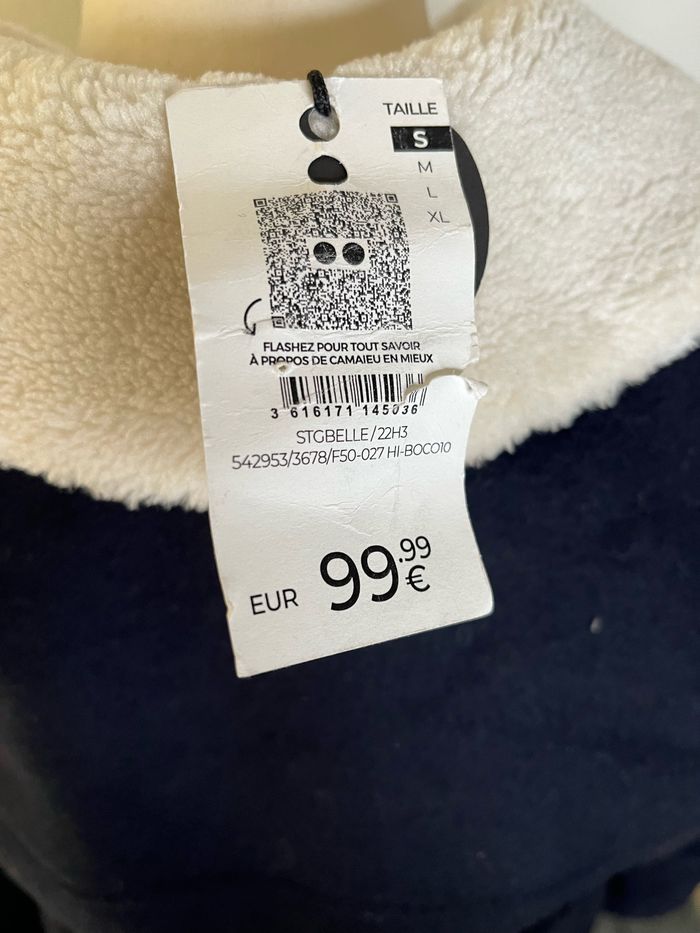 TAILLE
S
M
L
XL
FLASHEZ POUR TOUT SAVOIR
À PROPOS DE CAMAIEU EN MIEUX
3 616171 145036
STGBELLE/22H3
542953/3678/F50-027 HI-BOCO10
EUR 99.99 €